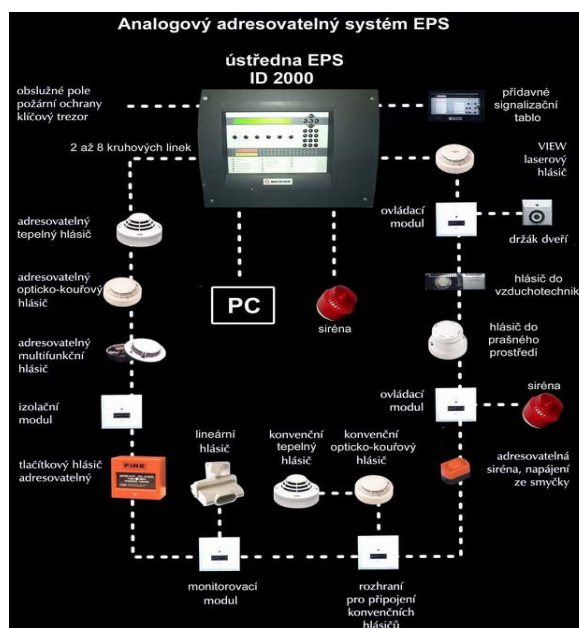 Analogový adresovatelný systém EPS
ústředna EPS
ID 2000
obslužné pole
požární ochrany
klíčový trezor
přídavné
signalizační
tablo
2 až 8 kruhových linek
VIEW
laserový
hlásič
adresovatelný
tepelný hlásič
ovládací
modul
držák dveří
adresovatelný
opticko-kouřový
hlásič
PC
siréna
hlásič do
vzduchotechnik
hlásič do
prašného
prostředí
adresovatelný
multifunkční
hlásič
izolační
modul
ovládací
modul
siréna
lineární
hlásič
konvenční
tepelný
hlásič
konvenční
opticko-kouřový
hlásič
tlačítkový hlásič
adresovatelný
FIRE
adresovatelná
siréna, napájení
ze smyčky
monitorovací
modul
rozhraní
pro připojení
konvenčních
hlásičů